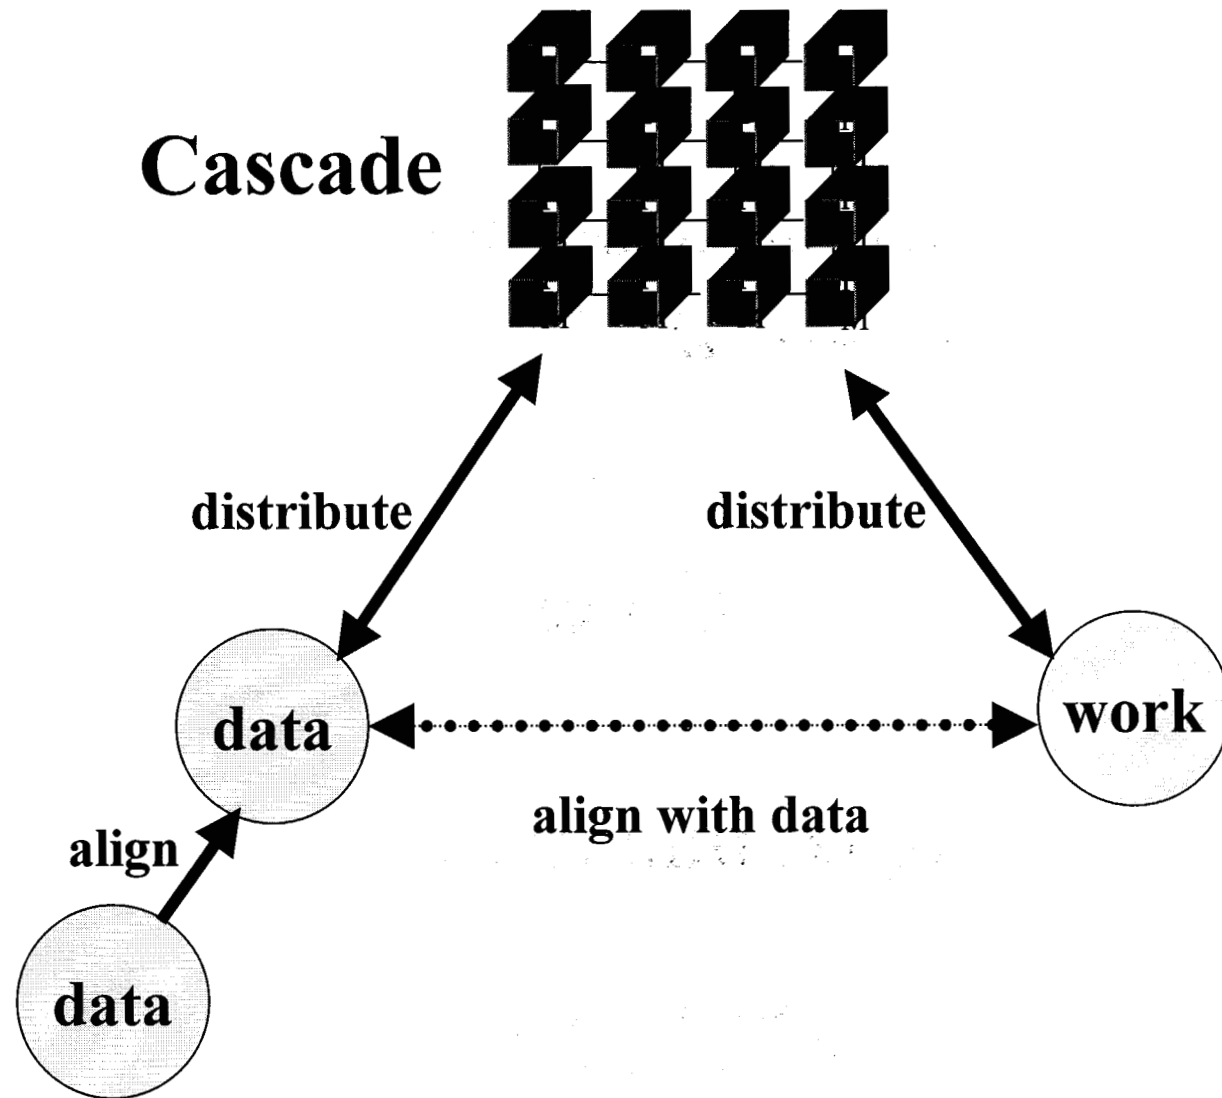 Cascade
M
distribute
distribute
data
work
align with data
align
data